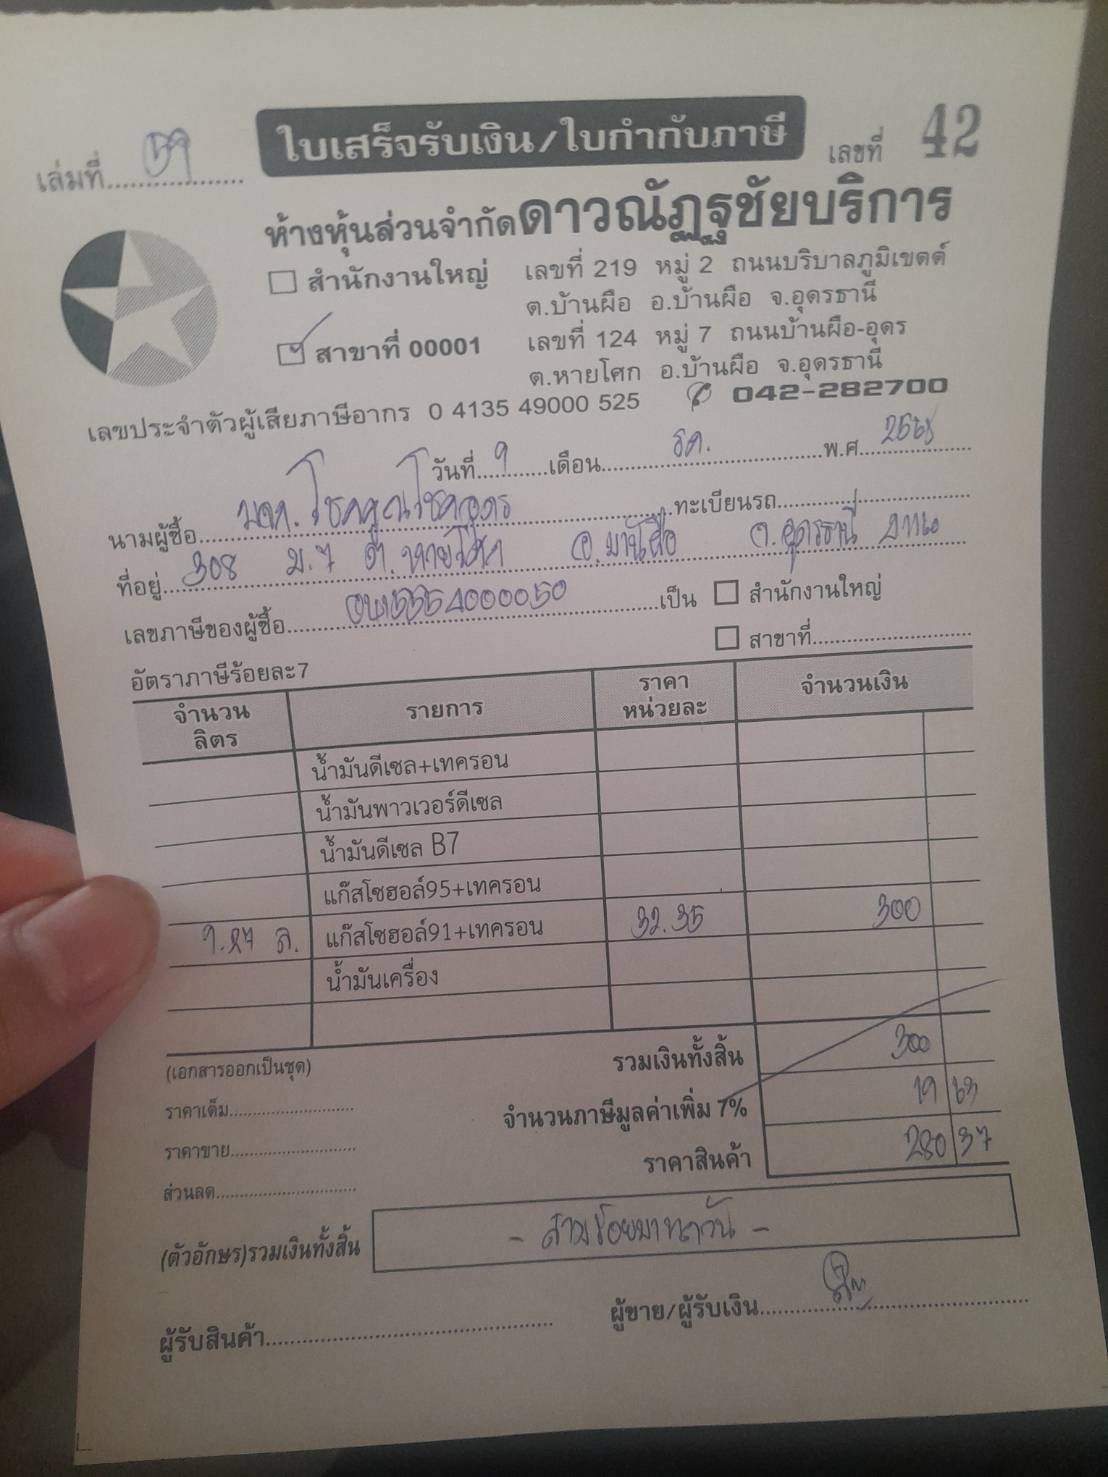 เล่มที่ 59 ใบเสร็จรับเงิน/ใบกำกับภาษี เลขที่ 42
ห้างหุ้นส่วนจำกัดดาวณัฏฐชัยบริการ
สำนักงานใหญ่ เลขที่ 219 หมู่ 2 ถนนบริบาลภูมิเขตต์
ต.บ้านผือ อ.บ้านผือ จ.อุดรธานี
สาขาที่ 00001 เลขที่ 124 หมู่ 7 ถนนบ้านผือ-อุดร
ต.หายโศก อ.บ้านผือ จ.อุดรธานี
เลขประจำตัวผู้เสียภาษีอากร 0 4135 49000 525 042-282700
วันที่ 9 เดือน ธค. พ.ศ. 2568
นามผู้ซื้อ บจก. โชคคูณโชคอุดร ทะเบียนรถ
ที่อยู่ 308 ม.7 ต.หายโศก อ.บ้านผือ จ.อุดรธานี
เลขภาษีของผู้ซื้อ เป็น สำนักงานใหญ่
สาขาที่
อัตราภาษีร้อยละ7
จำนวนลิตร รายการ ราคาหน่วยละ จำนวนเงิน
น้ำมันดีเซล+เทครอน
น้ำมันพาวเวอร์ดีเซล
น้ำมันดีเซล B7
แก๊สโซฮอล์95+เทครอน
9.27 ล. แก๊สโซฮอล์91+เทครอน 32.35 300
น้ำมันเครื่อง
(เอกสารออกเป็นชุด) รวมเงินทั้งสิ้น 300
ราคาเต็ม จำนวนภาษีมูลค่าเพิ่ม 7% 19 63
ราคาขาย ราคาสินค้า 280 37
ส่วนลด
(ตัวอักษร)รวมเงินทั้งสิ้น - สามร้อยบาทถ้วน -
ผู้รับสินค้า ผู้ขาย/ผู้รับเงิน